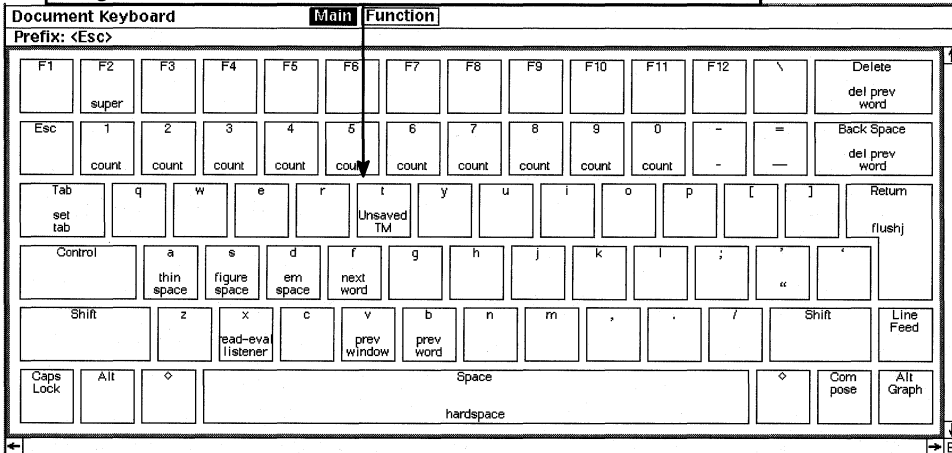 Document Keyboard Main Function
Prefix: <Esc>
F1 F2 F3 F4 F5 F6 F7 F8 F9 F10 F11 F12 \ Delete
super del prev
word
Esc 1 2 3 4 5 6 7 8 9 0 - = Back Space
count count count count count count count count count count - — del prev
word
Tab q w e r t y u i o p [ ] Return
set Unsaved flushj
tab TM
Control a s d f g h j k l ; ’ ‘
thin figure em next “
space space space word
Shift z x c v b n m , . / Shift Line
Feed
read-eval prev prev
listener window word
Caps Alt ◇ Space ◇ Com Alt
Lock pose Graph
hardspace